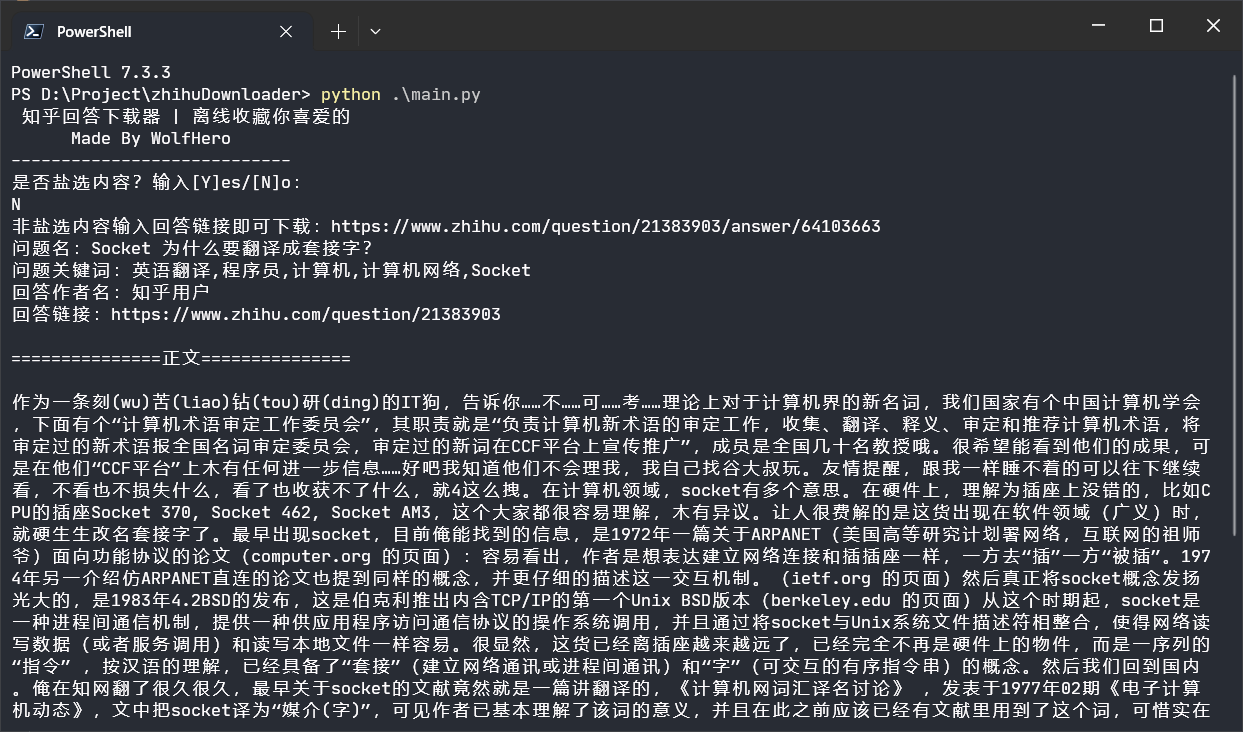 PowerShell
PowerShell 7.3.3
PS D:\Project\zhihuDownloader> python .\main.py
知乎回答下载器 | 离线收藏你喜爱的
Made By WolfHero
----------------------------
是否盐选内容？输入[Y]es/[N]o:
N
非盐选内容输入回答链接即可下载：https://www.zhihu.com/question/21383903/answer/64103663
问题名：Socket 为什么要翻译成套接字？
问题关键词：英语翻译,程序员,计算机,计算机网络,Socket
回答作者名：知乎用户
回答链接：https://www.zhihu.com/question/21383903
===============正文===============
作为一条刻(wu)苦(liao)钻(tou)研(ding)的IT狗，告诉你……不……可……考……理论上对于计算机界的新名词，我们国家有个中国计算机学会
，下面有个“计算机术语审定工作委员会”，其职责就是“负责计算机新术语的审定工作，收集、翻译、释义、审定和推荐计算机术语，将
审定过的新术语报全国名词审定委员会，审定过的新词在CCF平台上宣传推广”，成员是全国几十名教授哦。很希望能看到他们的成果，可
是在他们“CCF平台”上木有任何进一步信息……好吧我知道他们不会理我，我自己找谷大叔玩。友情提醒，跟我一样睡不着的可以往下继续
看，不看也不损失什么，看了也收获不了什么，就4这么拽。在计算机领域，socket有多个意思。在硬件上，理解为插座上没错的，比如C
PU的插座Socket 370, Socket 462, Socket AM3，这个大家都很容易理解，木有异议。让人很费解的是这货出现在软件领域（广义）时，
就硬生生改名套接字了。最早出现socket，目前俺能找到的信息，是1972年一篇关于ARPANET（美国高等研究计划署网络，互联网的祖师
爷）面向功能协议的论文（computer.org 的页面）：容易看出，作者是想表达建立网络连接和插插座一样，一方去“插”一方“被插”。197
4年另一介绍仿ARPANET直连的论文也提到同样的概念，并更仔细的描述这一交互机制。（ietf.org 的页面）然后真正将socket概念发扬
光大的，是1983年4.2BSD的发布，这是伯克利推出内含TCP/IP的第一个Unix BSD版本（berkeley.edu 的页面）从这个时期起，socket是
一种进程间通信机制，提供一种供应用程序访问通信协议的操作系统调用，并且通过将socket与Unix系统文件描述符相整合，使得网络读
写数据（或者服务调用）和读写本地文件一样容易。很显然，这货已经离插座越来越远了，已经完全不再是硬件上的物件，而是一序列的
“指令” ，按汉语的理解，已经具备了“套接”（建立网络通讯或进程间通讯）和“字”（可交互的有序指令串）的概念。然后我们回到国内
。俺在知网翻了很久很久，最早关于socket的文献竟然就是一篇讲翻译的，《计算机网词汇译名讨论》 ，发表于1977年02期《电子计算
机动态》，文中把socket译为“媒介(字)”，可见作者已基本理解了该词的意义，并且在此之前应该已经有文献里用到了这个词，可惜实在